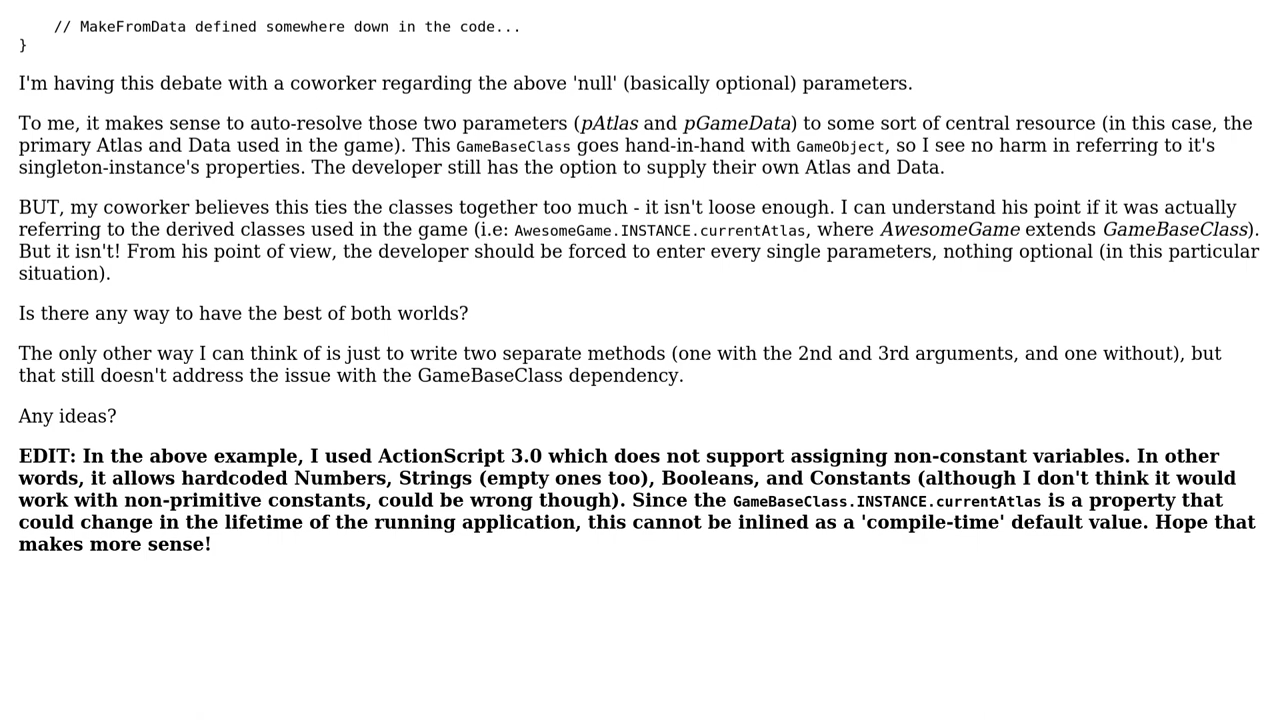 // MakeFromData defined somewhere down in the code...
}
I'm having this debate with a coworker regarding the above 'null' (basically optional) parameters.
To me, it makes sense to auto-resolve those two parameters (pAtlas and pGameData) to some sort of central resource (in this case, the
primary Atlas and Data used in the game). This GameBaseClass goes hand-in-hand with GameObject, so I see no harm in referring to it's
singleton-instance's properties. The developer still has the option to supply their own Atlas and Data.
BUT, my coworker believes this ties the classes together too much - it isn't loose enough. I can understand his point if it was actually
referring to the derived classes used in the game (i.e: AwesomeGame.INSTANCE.currentAtlas, where AwesomeGame extends GameBaseClass).
But it isn't! From his point of view, the developer should be forced to enter every single parameters, nothing optional (in this particular
situation).
Is there any way to have the best of both worlds?
The only other way I can think of is just to write two separate methods (one with the 2nd and 3rd arguments, and one without), but
that still doesn't address the issue with the GameBaseClass dependency.
Any ideas?
EDIT: In the above example, I used ActionScript 3.0 which does not support assigning non-constant variables. In other
words, it allows hardcoded Numbers, Strings (empty ones too), Booleans, and Constants (although I don't think it would
work with non-primitive constants, could be wrong though). Since the GameBaseClass.INSTANCE.currentAtlas is a property that
could change in the lifetime of the running application, this cannot be inlined as a 'compile-time' default value. Hope that
makes more sense!